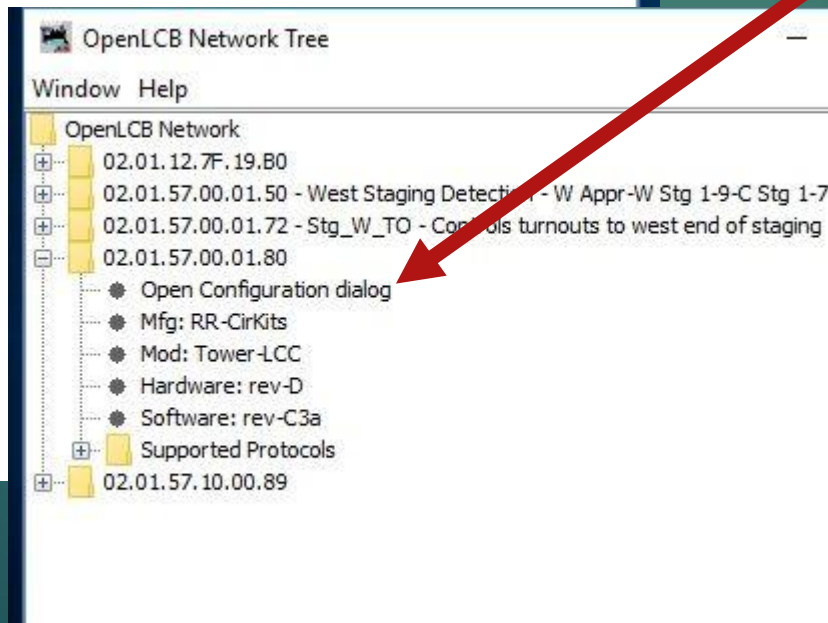 OpenLCB Network Tree
Window Help
OpenLCB Network
02.01.12.7F.19.B0
02.01.57.00.01.50 - West Staging Detection - W Appr-W Stg 1-9-C Stg 1-7
02.01.57.00.01.72 - Stg_W_TO - Controls turnouts to west end of staging
02.01.57.00.01.80
Open Configuration dialog
Mfg: RR-CirKits
Mod: Tower-LCC
Hardware: rev-D
Software: rev-C3a
Supported Protocols
02.01.57.10.00.89